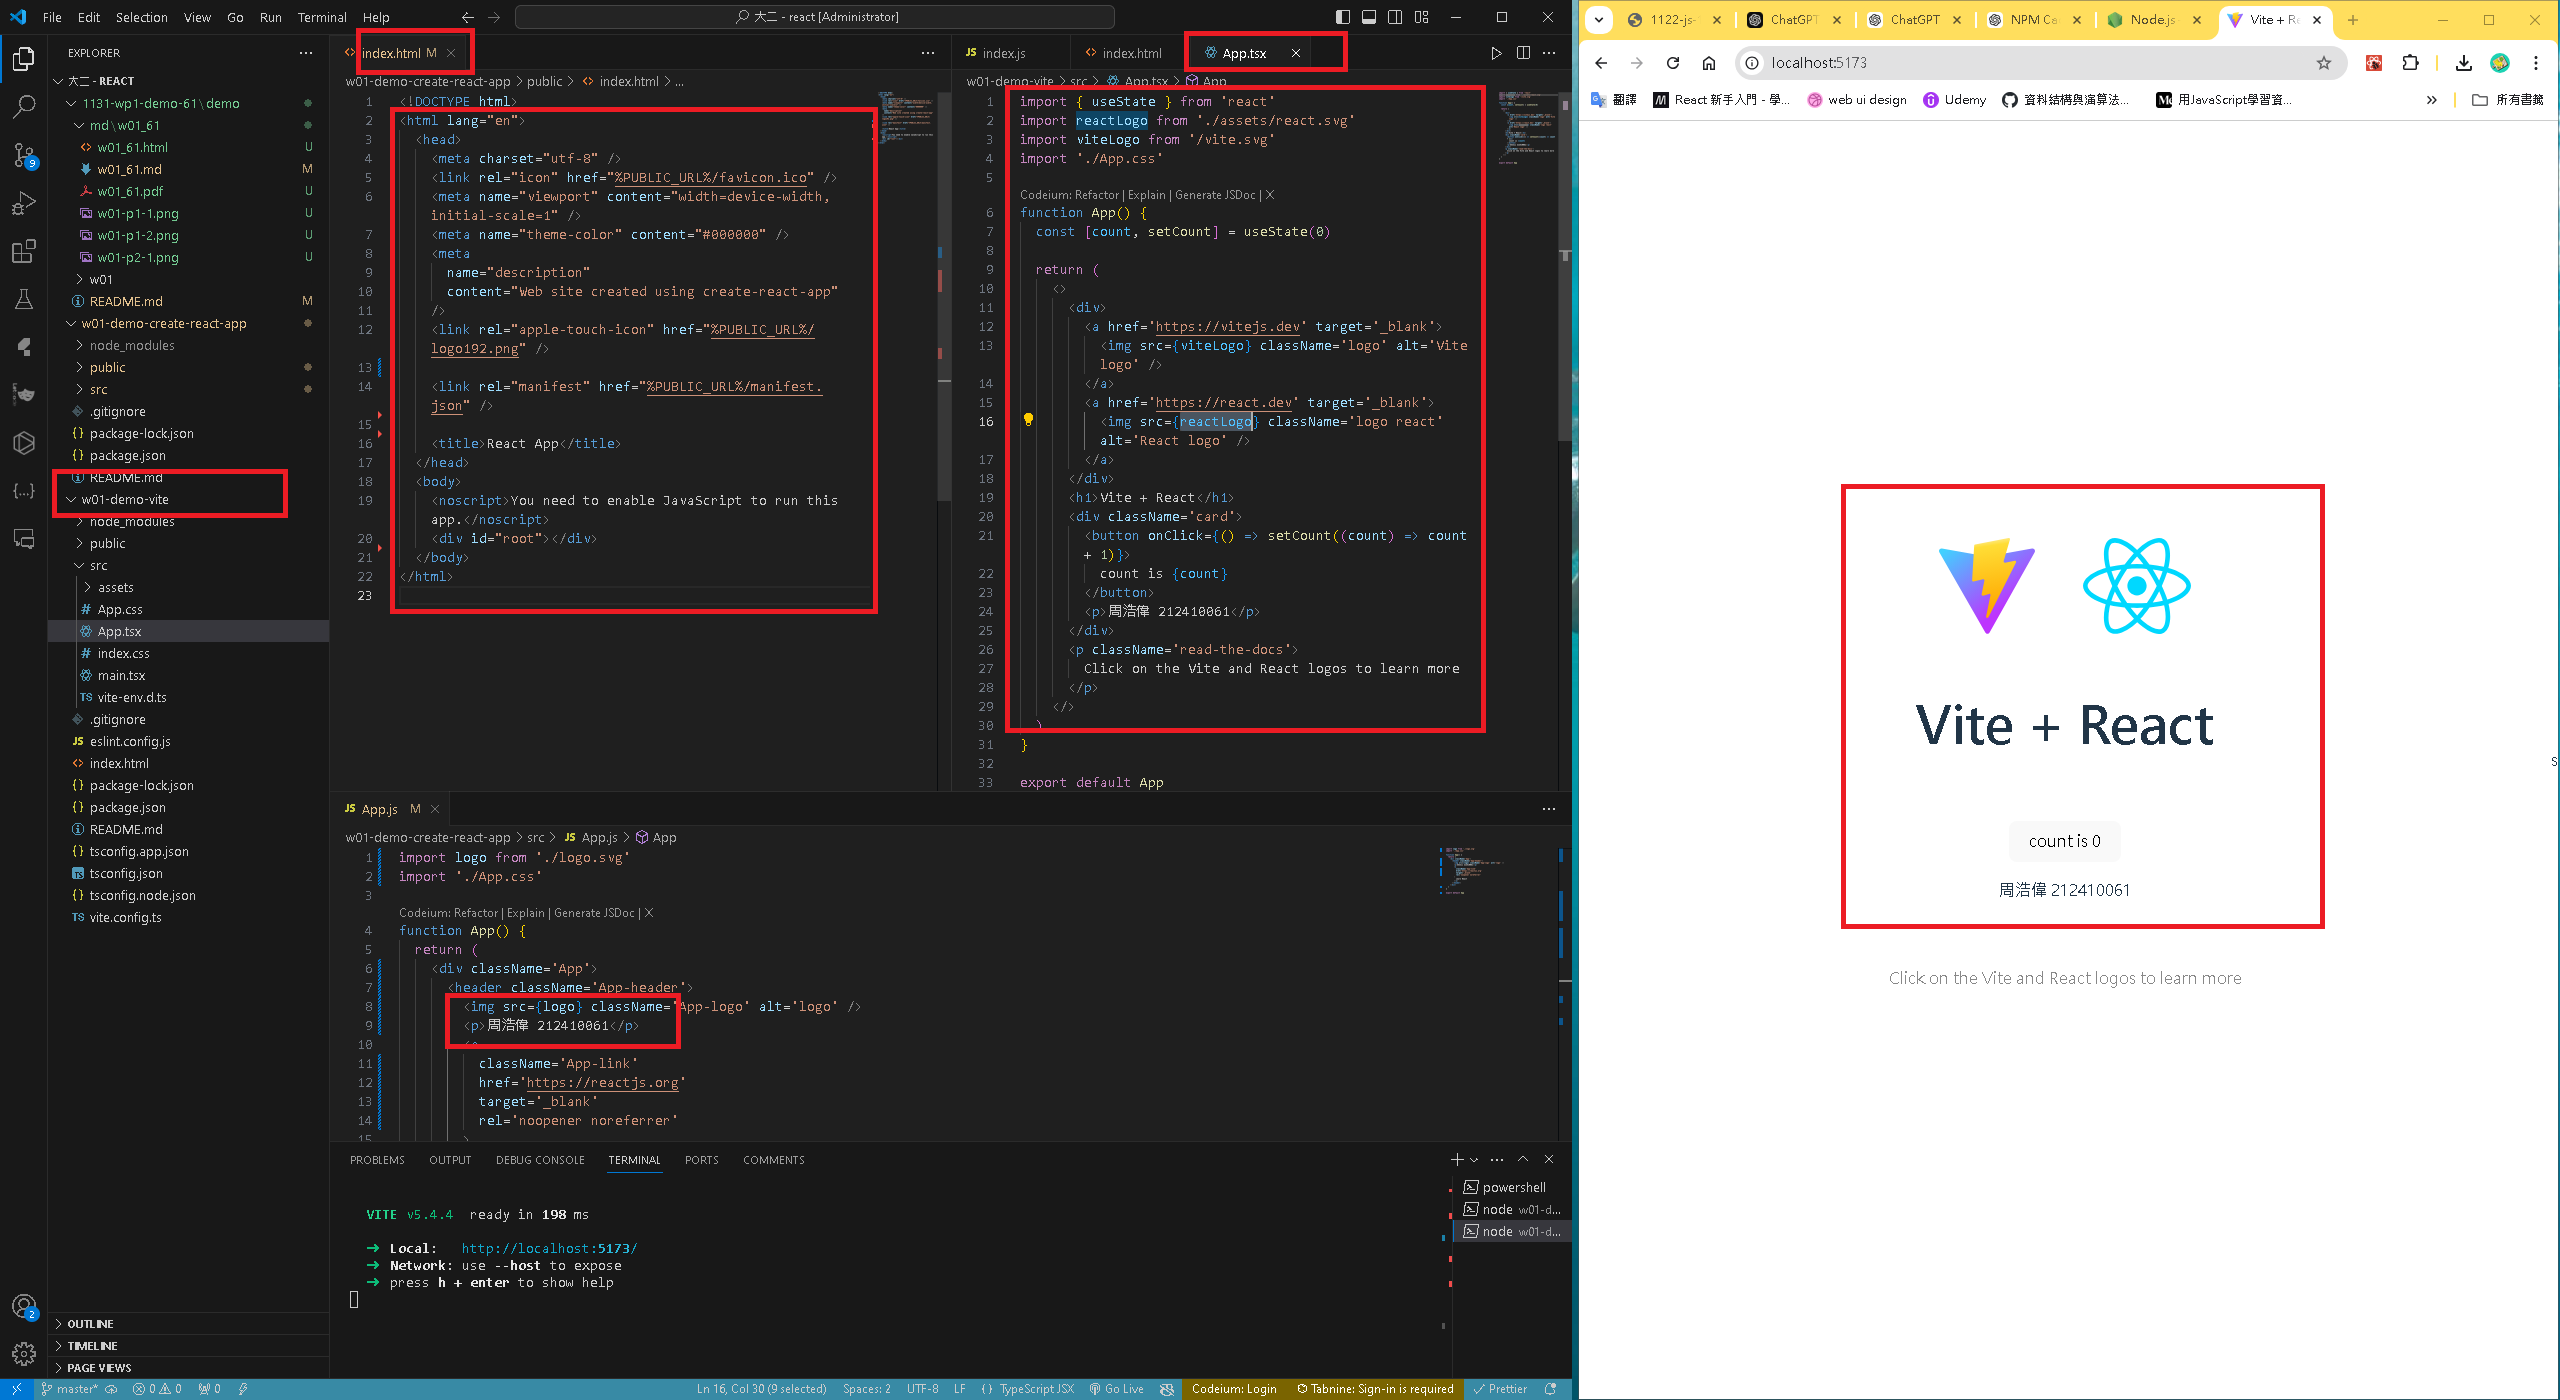 File Edit Selection View Go Run Terminal Help
大二 - react [Administrator]
EXPLORER
大二 - REACT
1131-wp1-demo-61\demo
md\w01_61
w01_61.html U
w01_61.md M
w01_61.pdf U
w01-p1-1.png U
w01-p1-2.png U
w01-p2-1.png U
w01
README.md M
w01-demo-create-react-app
node_modules
public
src
.gitignore
package-lock.json
package.json
README.md
w01-demo-vite
node_modules
public
src
assets
App.css
App.tsx
index.css
main.tsx
vite-env.d.ts
.gitignore
eslint.config.js
index.html
package-lock.json
package.json
README.md
tsconfig.app.json
tsconfig.json
tsconfig.node.json
vite.config.ts
OUTLINE
TIMELINE
PAGE VIEWS
index.html M
w01-demo-create-react-app > public > index.html > ...
1 <!DOCTYPE html>
2 <html lang="en">
3 <head>
4 <meta charset="utf-8" />
5 <link rel="icon" href="%PUBLIC_URL%/favicon.ico" />
6 <meta name="viewport" content="width=device-width,
initial-scale=1" />
7 <meta name="theme-color" content="#000000" />
8 <meta
9 name="description"
10 content="Web site created using create-react-app"
11 />
12 <link rel="apple-touch-icon" href="%PUBLIC_URL%/
logo192.png" />
13
14 <link rel="manifest" href="%PUBLIC_URL%/manifest.
json" />
15
16 <title>React App</title>
17 </head>
18 <body>
19 <noscript>You need to enable JavaScript to run this
app.</noscript>
20 <div id="root"></div>
21 </body>
22 </html>
23
index.js index.html App.tsx
w01-demo-vite > src > App.tsx > App
1 import { useState } from 'react'
2 import reactLogo from './assets/react.svg'
3 import viteLogo from '/vite.svg'
4 import './App.css'
5
Codeium: Refactor | Explain | Generate JSDoc | X
6 function App() {
7 const [count, setCount] = useState(0)
8
9 return (
10 <>
11 <div>
12 <a href='https://vitejs.dev' target='_blank'>
13 <img src={viteLogo} className='logo' alt='Vite
logo' />
14 </a>
15 <a href='https://react.dev' target='_blank'>
16 <img src={reactLogo} className='logo react'
alt='React logo' />
17 </a>
18 </div>
19 <h1>Vite + React</h1>
20 <div className='card'>
21 <button onClick={() => setCount((count) => count
+ 1)}>
22 count is {count}
23 </button>
24 <p>周浩偉 212410061</p>
25 </div>
26 <p className='read-the-docs'>
27 Click on the Vite and React logos to learn more
28 </p>
29 </>
30 )
31 }
32
33 export default App
App.js M
w01-demo-create-react-app > src > App.js > App
1 import logo from './logo.svg'
2 import './App.css'
3
Codeium: Refactor | Explain | Generate JSDoc | X
4 function App() {
5 return (
6 <div className='App'>
7 <header className='App-header'>
8 <img src={logo} className='App-logo' alt='logo' />
9 <p>周浩偉 212410061</p>
10
11 className='App-link'
12 href='https://reactjs.org'
13 target='_blank'
14 rel='noopener noreferrer'
15 >
PROBLEMS OUTPUT DEBUG CONSOLE TERMINAL PORTS COMMENTS
VITE v5.4.4 ready in 198 ms
➜ Local: http://localhost:5173/
➜ Network: use --host to expose
➜ press h + enter to show help
powershell
node w01-d...
node w01-d...
9
2
master* 0 0 0
Ln 16, Col 30 (9 selected) Spaces: 2 UTF-8 LF {} TypeScript JSX Go Live Codeium: Login Tabnine: Sign-in is required Prettier
1122-js- ChatGPT ChatGPT NPM Ca Node.js Vite + Re
localhost:5173
翻譯 React 新手入門 - 學... web ui design Udemy 資料結構與演算法... 用JavaScript學習資... » 所有書籤
Vite + React
count is 0
周浩偉 212410061
Click on the Vite and React logos to learn more